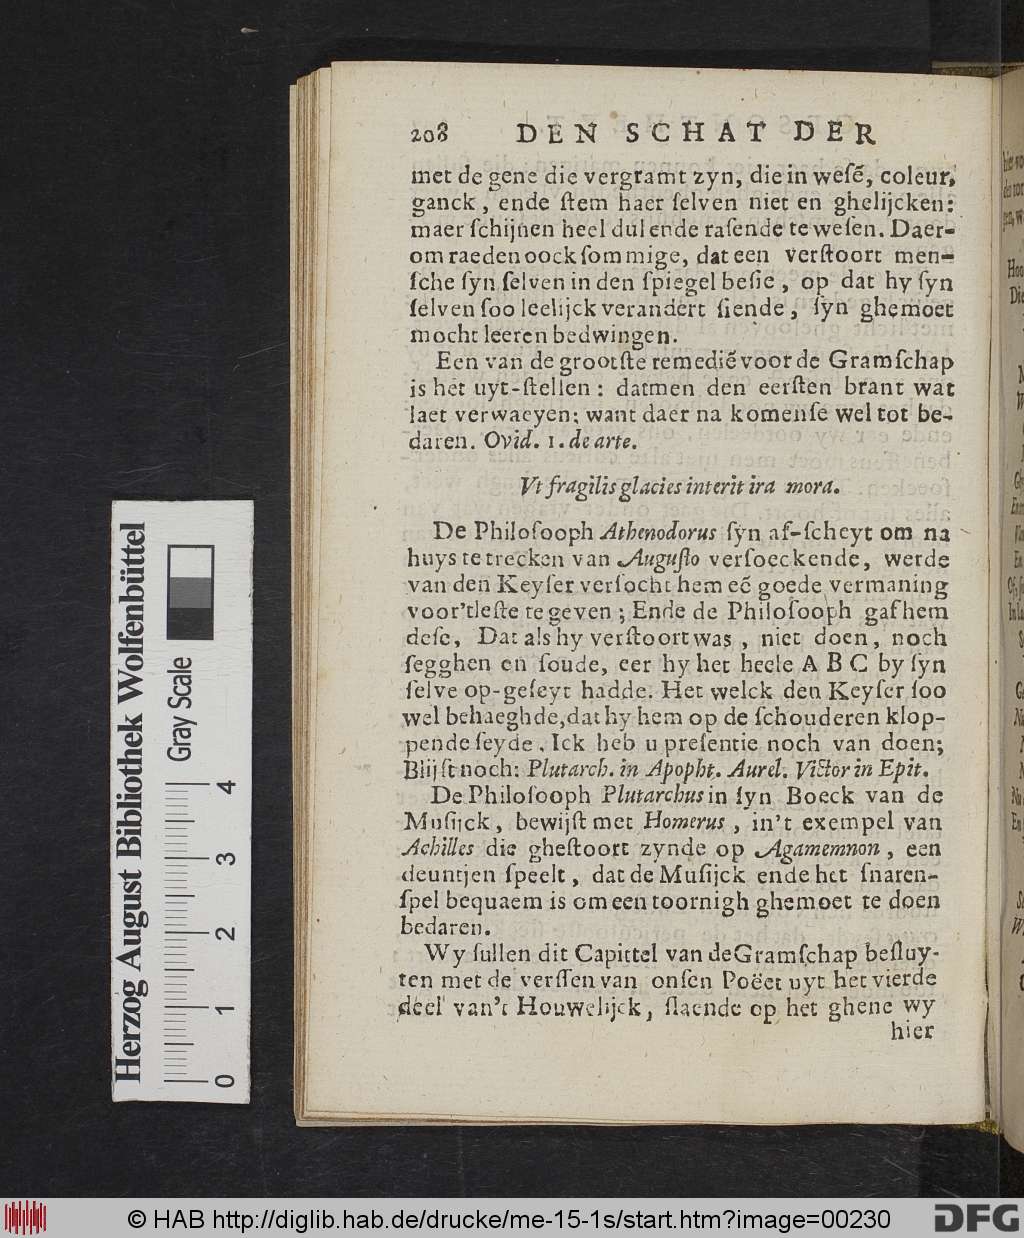 208 DEN SCHAT DER
met de gene die vergramt zyn, die in weſẽ, coleur,
ganck, ende ſtem haer ſelven niet en ghelijcken:
maer ſchijnen heel dul ende raſende te weſen. Daer-
om raeden oock ſommige, dat een verſtoort men-
ſche ſyn ſelven in den ſpiegel beſie, op dat hy ſyn
ſelven ſoo leelijck verandert ſiende, ſyn ghemoet
mocht leeren bedwingen.
Een van de grootſte remediẽ voor de Gramſchap
is het uyt-ſtellen: datmen den eerſten brant wat
laet verwaeyen; want daer na komenſe wel tot be-
daren. Ovid. 1. de arte.
Vt fragilis glacies interit ira mora.
De Philoſooph Athenodorus ſyn af-ſcheyt om na
huys te trecken van Auguſto verſoeckende, werde
van den Keyſer verſocht hem eẽ goede vermaning
voor'tleſte te geven; Ende de Philoſooph gaf hem
deſe, Dat als hy verſtoort was, niet doen, noch
ſegghen en ſoude, eer hy het heele A B C by ſyn
ſelve op-geſeyt hadde. Het welck den Keyſer ſoo
wel behaeghde, dat hy hem op de ſchouderen klop-
pende ſeyde, Ick heb u preſentie noch van doen;
Blijft noch: Plutarch. in Apopht. Aurel. Victor in Epit.
De Philoſooph Plutarchus in ſyn Boeck van de
Muſijck, bewijſt met Homerus, in't exempel van
Achilles die gheſtoort zynde op Agamemnon, een
deuntjen ſpeelt, dat de Muſijck ende het ſnaren-
ſpel bequaem is om een toornigh ghemoet te doen
bedaren.
Wy ſullen dit Capittel van de Gramſchap beſluy-
ten met de verſſen van onſen Poëet uyt het vierde
deel van't Houwelijck, ſlaende op het ghene wy
hier
Herzog August Bibliothek Wolfenbüttel
Gray Scale
0 1 2 3 4
© HAB http://diglib.hab.de/drucke/me-15-1s/start.htm?image=00230
DFG